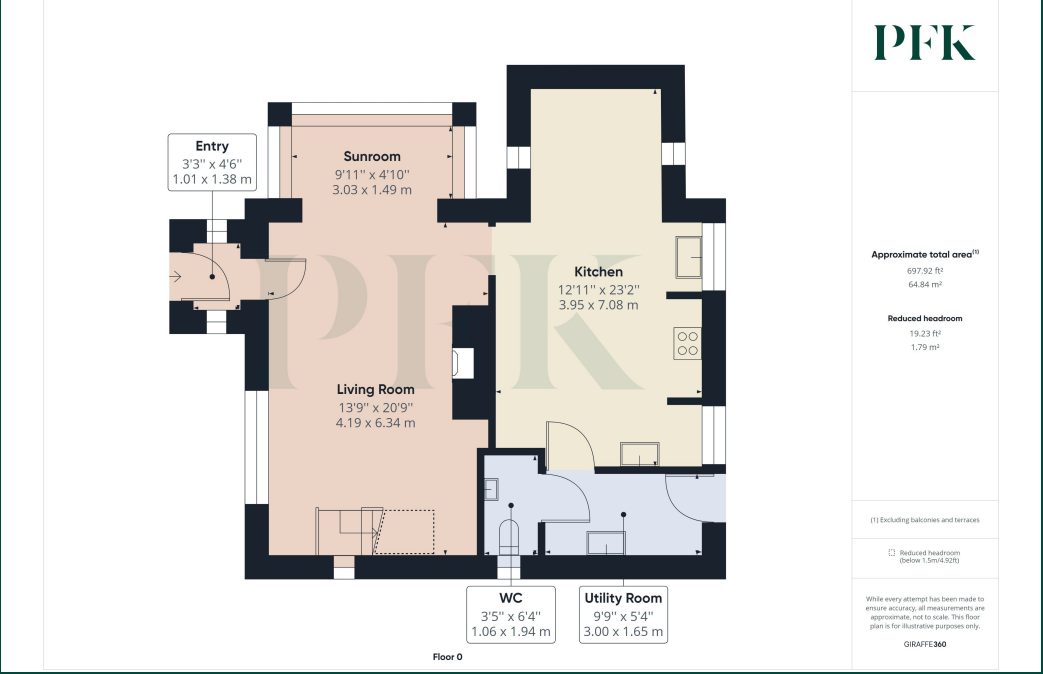 PFK
Entry
3'3'' x 4'6''
1.01 x 1.38 m
Sunroom
9'11'' x 4'10''
3.03 x 1.49 m
Kitchen
12'11'' x 23'2''
3.95 x 7.08 m
PFK
Living Room
13'9'' x 20'9''
4.19 x 6.34 m
WC
3'5'' x 6'4''
1.06 x 1.94 m
Utility Room
9'9'' x 5'4''
3.00 x 1.65 m
Floor 0
Approximate total area(1)
697.92 ft²
64.84 m²
Reduced headroom
19.23 ft²
1.79 m²
(1) Excluding balconies and terraces
Reduced headroom
(below 1.5m/4.92ft)
While every attempt has been made to
ensure accuracy, all measurements are
approximate, not to scale. This floor
plan is for illustrative purposes only.
GIRAFFE360